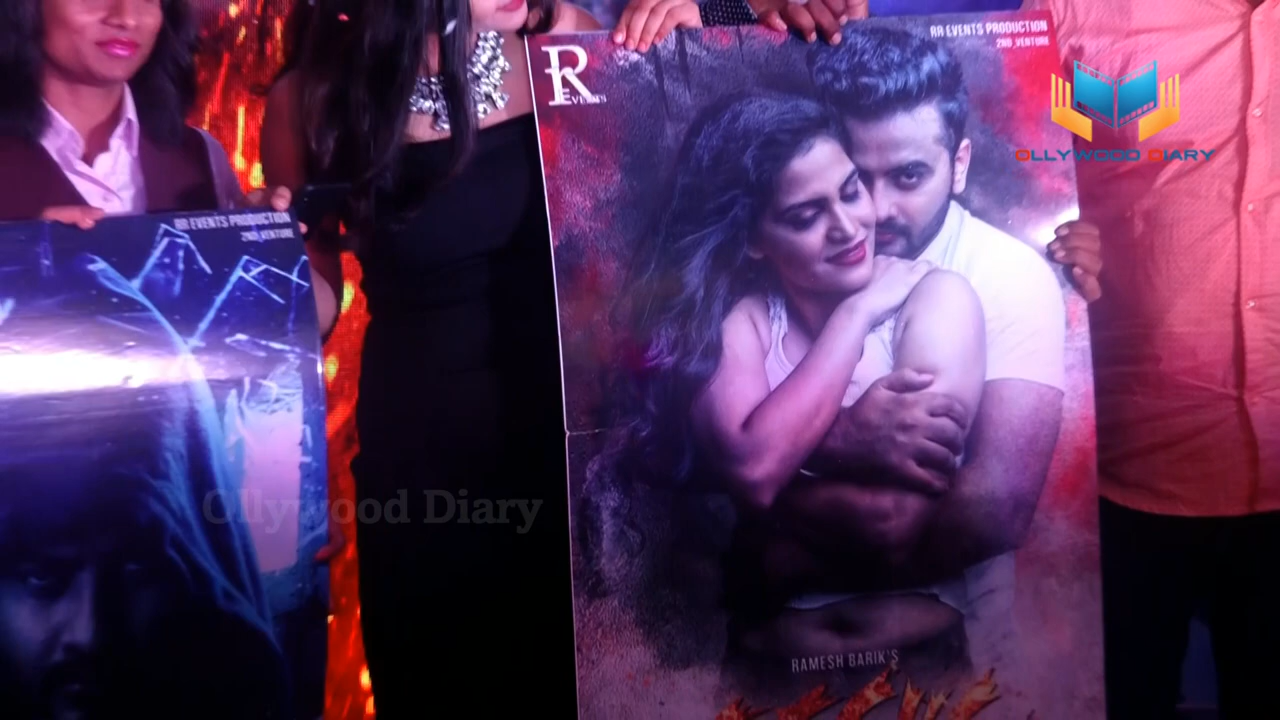 RR EVENTS PRODUCTION
2ND VENTURE
R
EVENTS
OLLYWOOD DIARY
RR EVENTS PRODUCTION
2ND VENTURE
Ollywood Diary
RAMESH BARIK'S